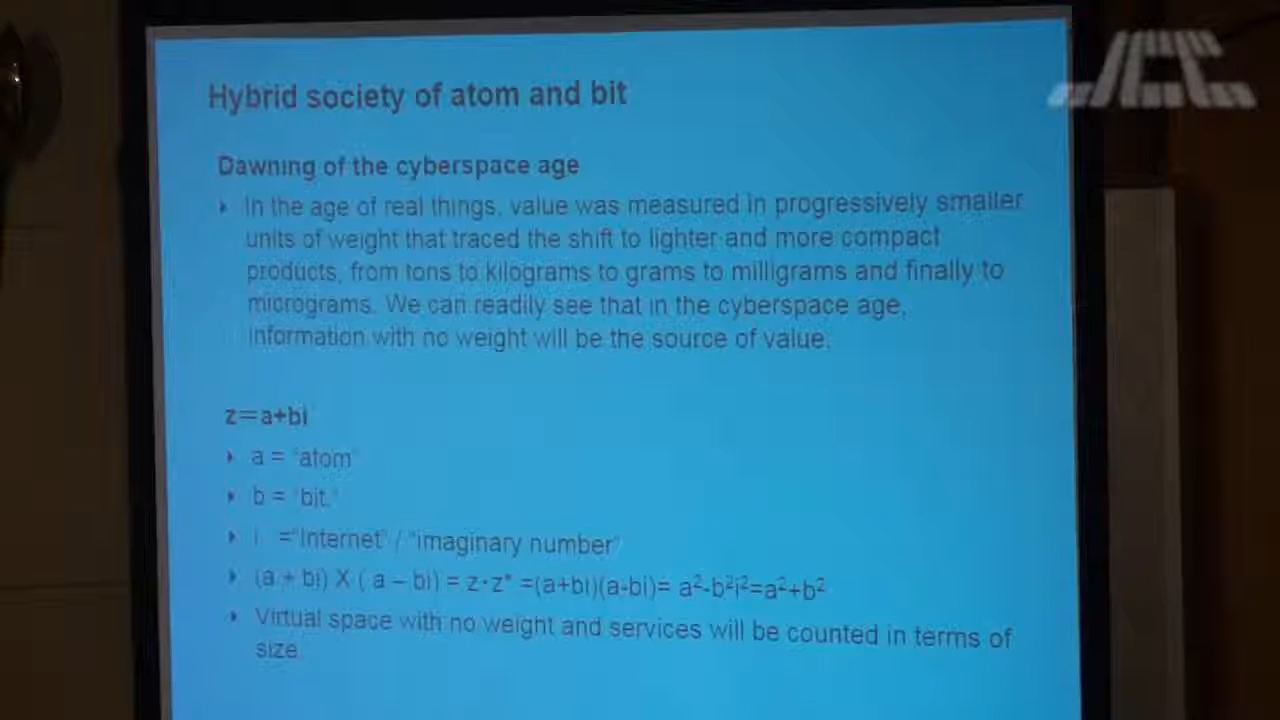 JEE
Hybrid society of atom and bit
Dawning of the cyberspace age
In the age of real things, value was measured in progressively smaller
units of weight that traced the shift to lighter and more compact
products, from tons to kilograms to grams to milligrams and finally to
micrograms. We can readily see that in the cyberspace age,
information with no weight will be the source of value.
z=a+bi
a = "atom"
b = "bit."
i ="Internet" / "imaginary number"
(a + bi) X ( a – bi) = z·z* =(a+bi)(a-bi)= a²-b²i²=a²+b²
Virtual space with no weight and services will be counted in terms of
size.